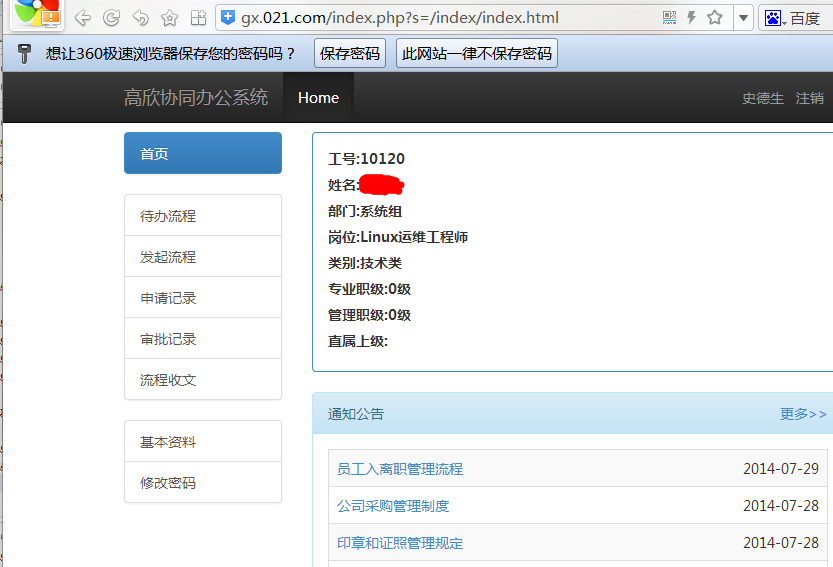 gx.021.com/index.php?s=/index/index.html
百度
想让360极速浏览器保存您的密码吗？ 保存密码 此网站一律不保存密码
高欣协同办公系统 Home 史德生 注销
首页
待办流程
发起流程
申请记录
审批记录
流程收文
基本资料
修改密码
工号:10120
姓名:
部门:系统组
岗位:Linux运维工程师
类别:技术类
专业职级:0级
管理职级:0级
直属上级:
通知公告 更多>>
员工入离职管理流程 2014-07-29
公司采购管理制度 2014-07-28
印章和证照管理规定 2014-07-28